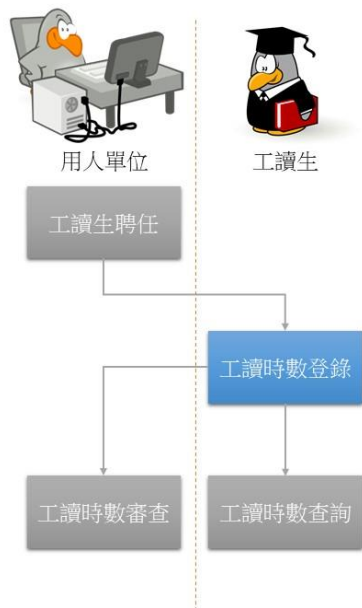 用人單位
工讀生
工讀生聘任
工讀時數登錄
工讀時數審查
工讀時數查詢